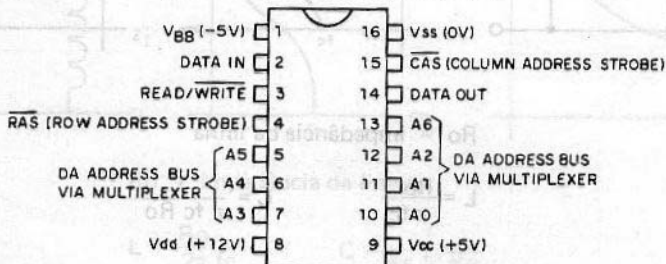 VBB (-5V) 1 16 Vss (0V)
DATA IN 2 15 CAS (COLUMN ADDRESS STROBE)
READ/WRITE 3 14 DATA OUT
RAS (ROW ADDRESS STROBE) 4 13 A6
A5 5 12 A2
A4 6 11 A1
A3 7 10 A0
DA ADDRESS BUS
VIA MULTIPLEXER
DA ADDRESS BUS
VIA MULTIPLEXER
Vdd (+12V) 8 9 Vcc (+5V)